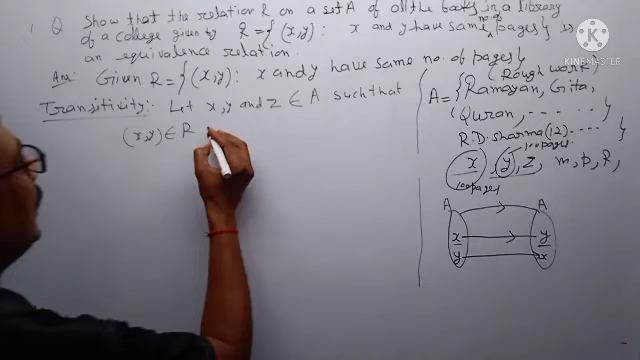 Q Show that the relation R on a set A of all the books in a library
of a college given by R = {(x,y): x and y have same no. of pages} is
an equivalence relation.
Ans: Given R = {(x,y): x and y have same no. of pages}
Transitivity: Let x, y and z ∈ A such that
(x,y) ∈ R
(Rough work)
A = {Ramayan, Gita,
Quran, .........
R.D. Sharma (12) ....
100 pages
x, y, z, m, p, R,
100 pages
A A
x y
y x
KINEMASTER